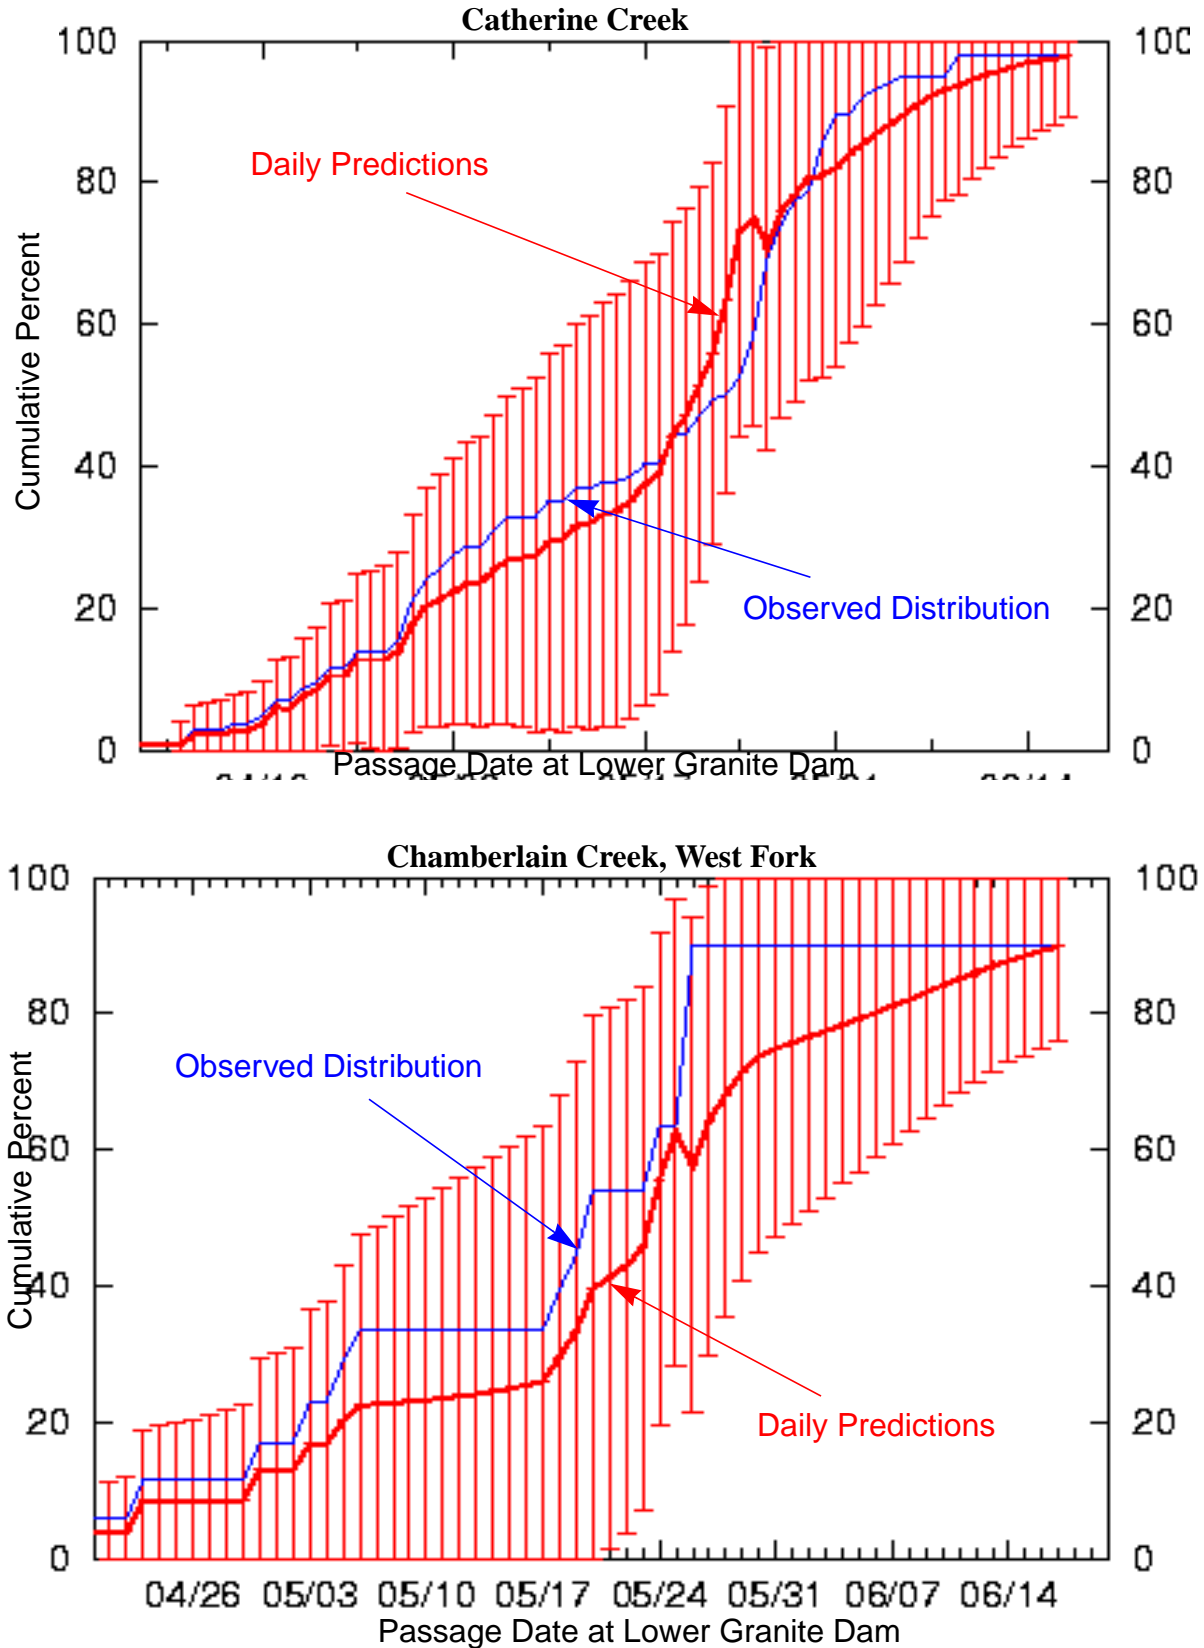 Catherine Creek
100 100
Daily Predictions
80 80
60 60
Cumulative Percent
40 40
Observed Distribution
20 20
0 0
Passage Date at Lower Granite Dam
Chamberlain Creek, West Fork
100 100
80 80
Observed Distribution
Cumulative Percent
60 60
40 40
Daily Predictions
20 20
0 0
04/26 05/03 05/10 05/17 05/24 05/31 06/07 06/14
Passage Date at Lower Granite Dam